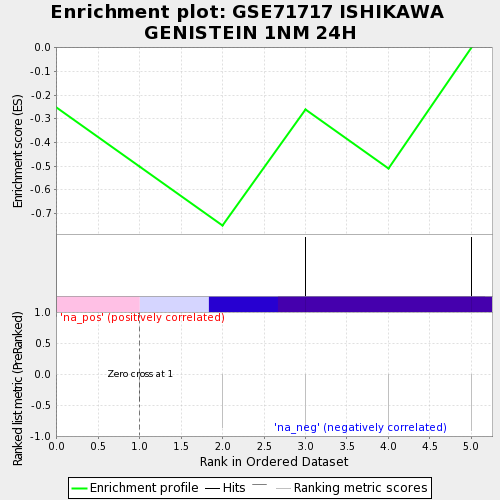 Enrichment plot: GSE71717 ISHIKAWA
GENISTEIN 1NM 24H
Enrichment score (ES)
0.0
-0.1
-0.2
-0.3
-0.4
-0.5
-0.6
-0.7
Ranked list metric (PreRanked)
1.0
0.5
0.0
-0.5
-1.0
'na_pos' (positively correlated)
Zero cross at 1
'na_neg' (negatively correlated)
0.0 0.5 1.0 1.5 2.0 2.5 3.0 3.5 4.0 4.5 5.0
Rank in Ordered Dataset
Enrichment profile Hits Ranking metric scores